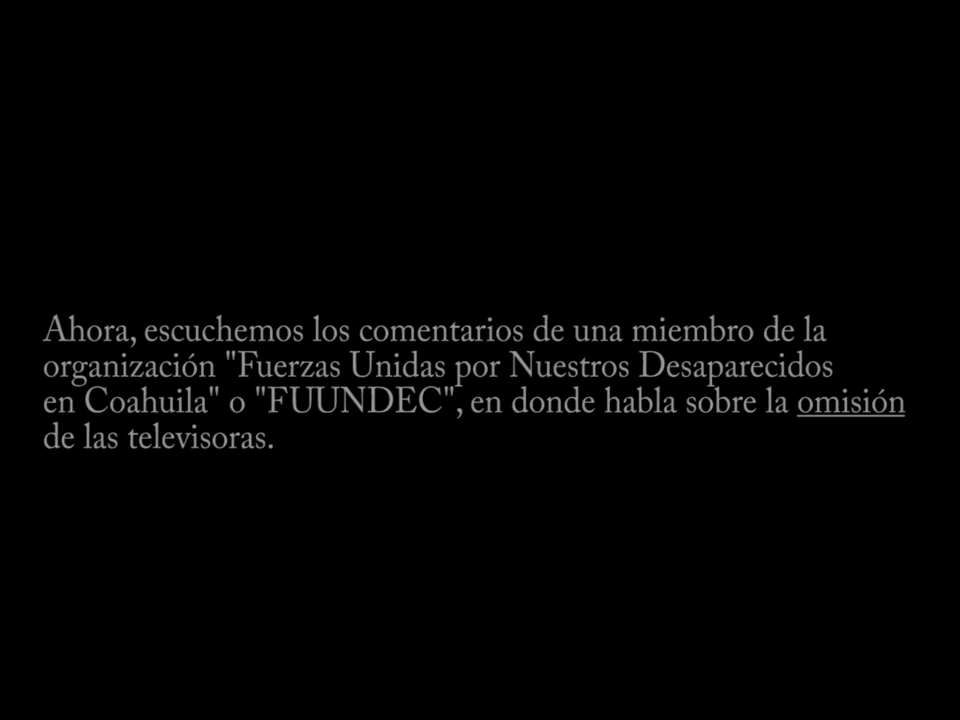 Ahora, escuchemos los comentarios de una miembro de la
organización "Fuerzas Unidas por Nuestros Desaparecidos
en Coahuila" o "FUUNDEC", en donde habla sobre la omisión
de las televisoras.